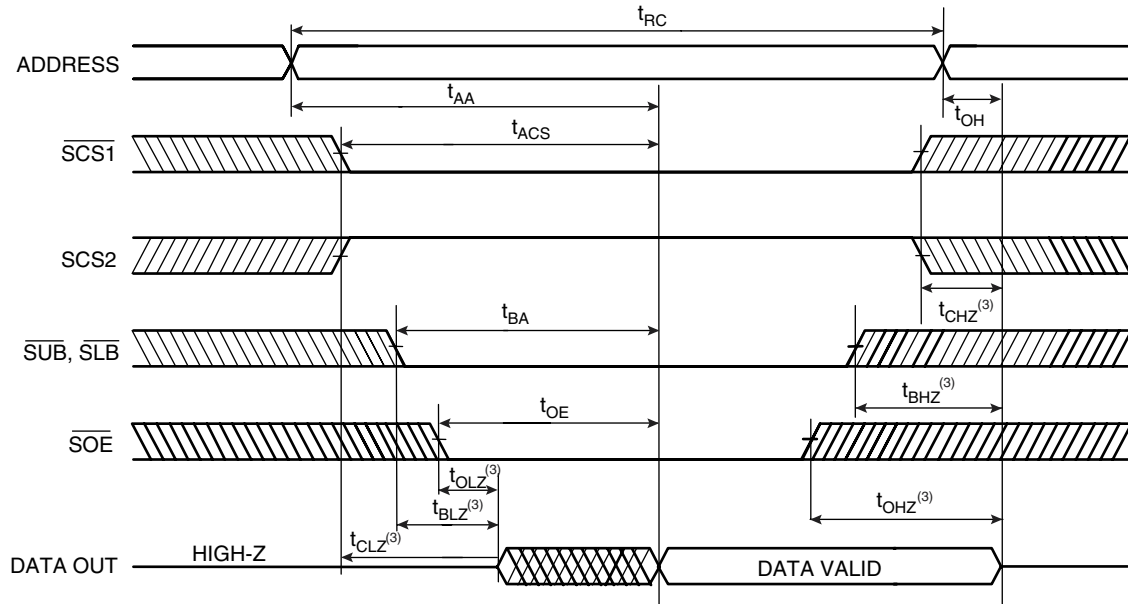 tRC
ADDRESS
tAA
tOH
tACS
SCS1
SCS2
tCHZ(3)
tBA
SUB, SLB
tBHZ(3)
tOE
SOE
tOLZ(3)
tOHZ(3)
tBLZ(3)
tCLZ(3)
HIGH-Z
DATA OUT
DATA VALID